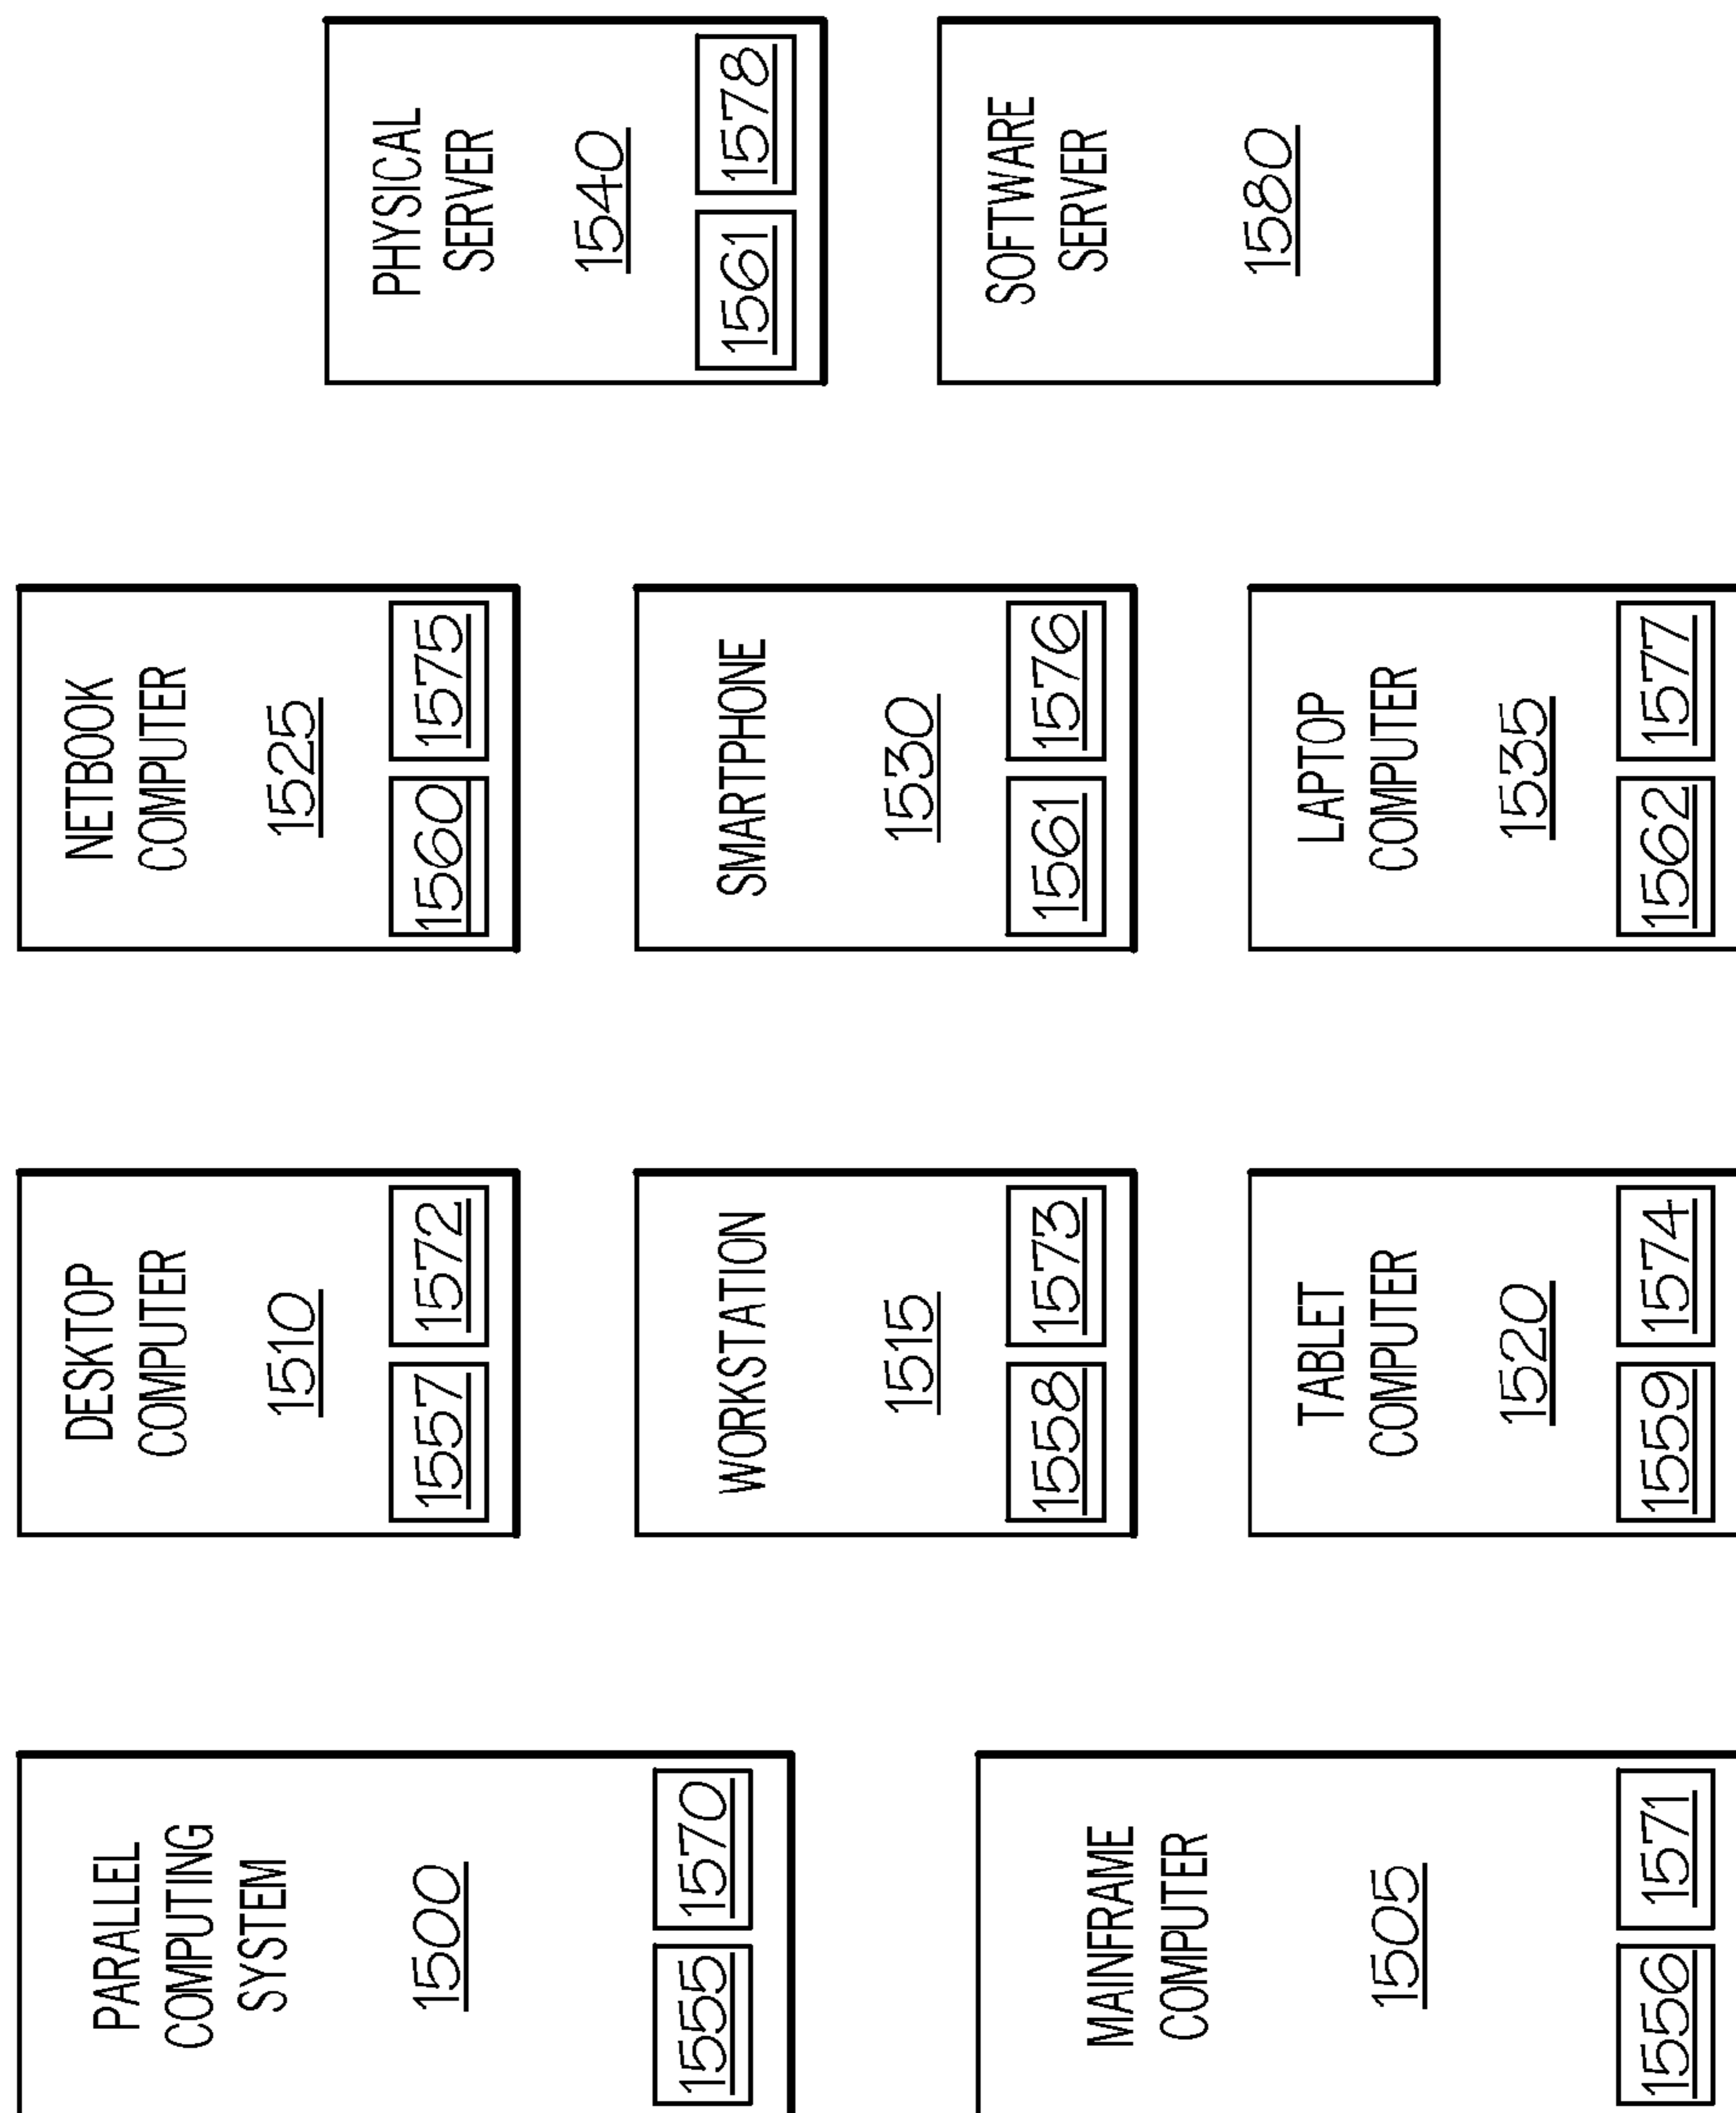 PARALLEL
COMPUTING
SYSTEM
1500
1555 1570
MAINFRAME
COMPUTER
1505
1556 1571
DESKTOP
COMPUTER
1510
1557 1572
WORKSTATION
1515
1558 1573
TABLET
COMPUTER
1520
1559 1574
NETBOOK
COMPUTER
1525
1560 1575
SMARTPHONE
1530
1561 1576
LAPTOP
COMPUTER
1535
1562 1577
PHYSICAL
SERVER
1540
1561 1578
SOFTWARE
SERVER
1580